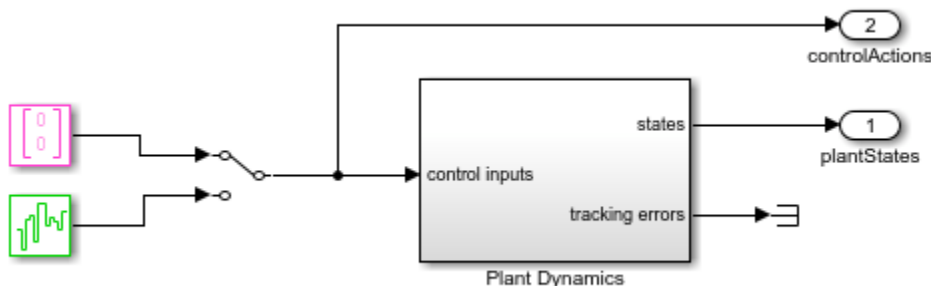 2
controlActions
0
0
states
1
plantStates
control inputs
tracking errors
Plant Dynamics